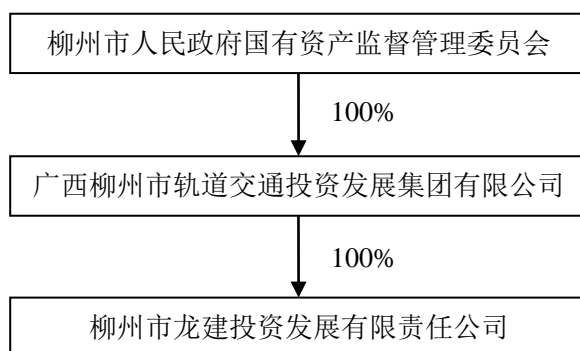 柳州市人民政府国有资产监督管理委员会
100%
广西柳州市轨道交通投资发展集团有限公司
100%
柳州市龙建投资发展有限责任公司